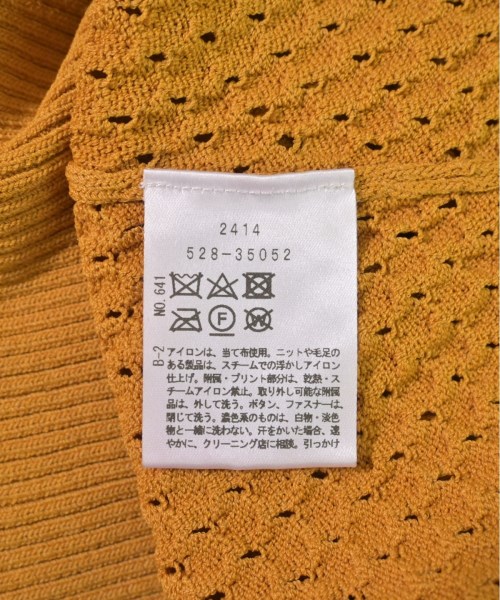 2414
528-35052
NO. 641
B-2
F
W
アイロンは、当て布使用。ニットや毛足の
ある製品は、スチームでの浮かしアイロン
仕上げ。附属・プリント部分は、乾熱・ス
チームアイロン禁止。取り外し可能な附属
品は、外して洗う。ボタン、ファスナーは
閉じて洗う。濃色系のものは、白物・淡色
物と一緒に洗わない。汗をかいた場合、速
やかに、クリーニング店に相談。引っかけ